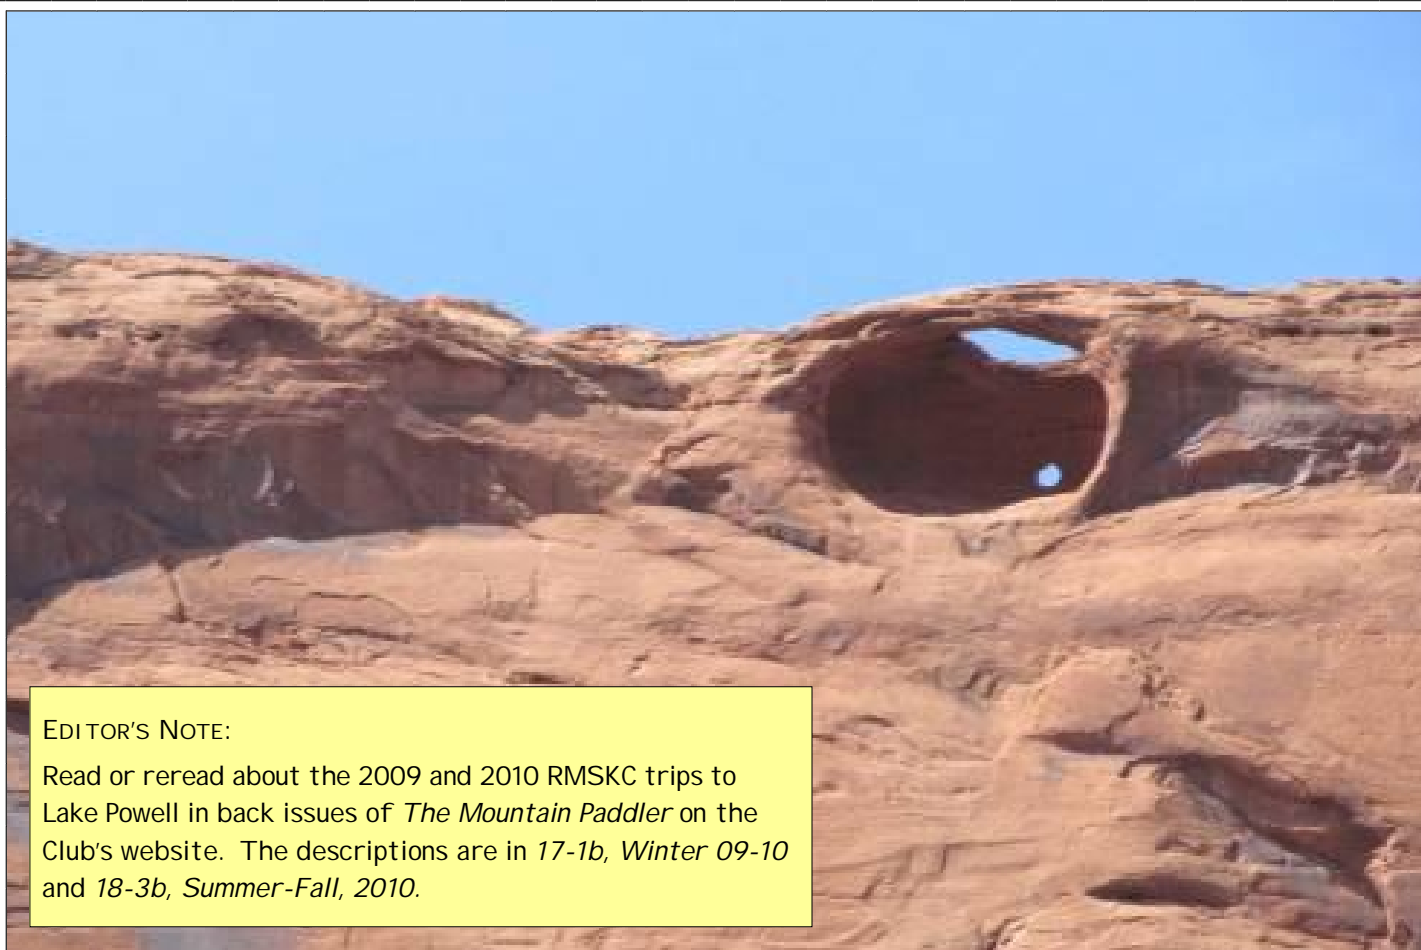 EDITOR'S NOTE:
Read or reread about the 2009 and 2010 RMSKC trips to
Lake Powell in back issues of The Mountain Paddler on the
Club's website. The descriptions are in 17-1b, Winter 09-10
and 18-3b, Summer-Fall, 2010.